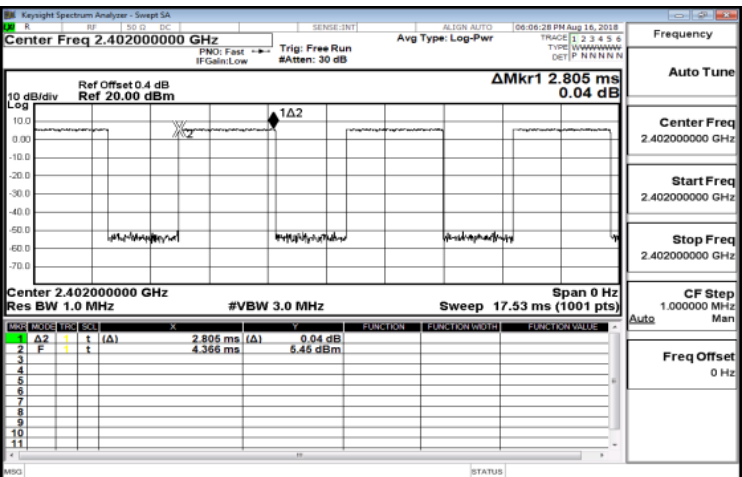 Keysight Spectrum Analyzer - Swept SA
R RF 50 Ω DC SENSE:INT ALIGN AUTO 06:06:28 PM Aug 16, 2018
Center Freq 2.402000000 GHz
PNO: Fast
IFGain:Low
Trig: Free Run
#Atten: 30 dB
Avg Type: Log-Pwr
TRACE 1 2 3 4 5 6
TYPE WWWWWW
DET P N N N N N
Frequency
Auto Tune
Center Freq
2.402000000 GHz
Start Freq
2.402000000 GHz
Stop Freq
2.402000000 GHz
CF Step
1.000000 MHz
Auto Man
Freq Offset
0 Hz
ΔMkr1 2.805 ms
0.04 dB
Ref Offset 0.4 dB
10 dB/div Ref 20.00 dBm
Log
10.0
0.00
-10.0
-20.0
-30.0
-40.0
-50.0
-60.0
-70.0
1Δ2
2
Center 2.402000000 GHz Span 0 Hz
Res BW 1.0 MHz #VBW 3.0 MHz Sweep 17.53 ms (1001 pts)
MKR MODE TRC SCL X Y FUNCTION FUNCTION WIDTH FUNCTION VALUE
1 Δ2 1 t (Δ) 2.805 ms (Δ) 0.04 dB
2 F 1 t 4.366 ms 5.45 dBm
3
4
5
6
7
8
9
10
11
MSG STATUS